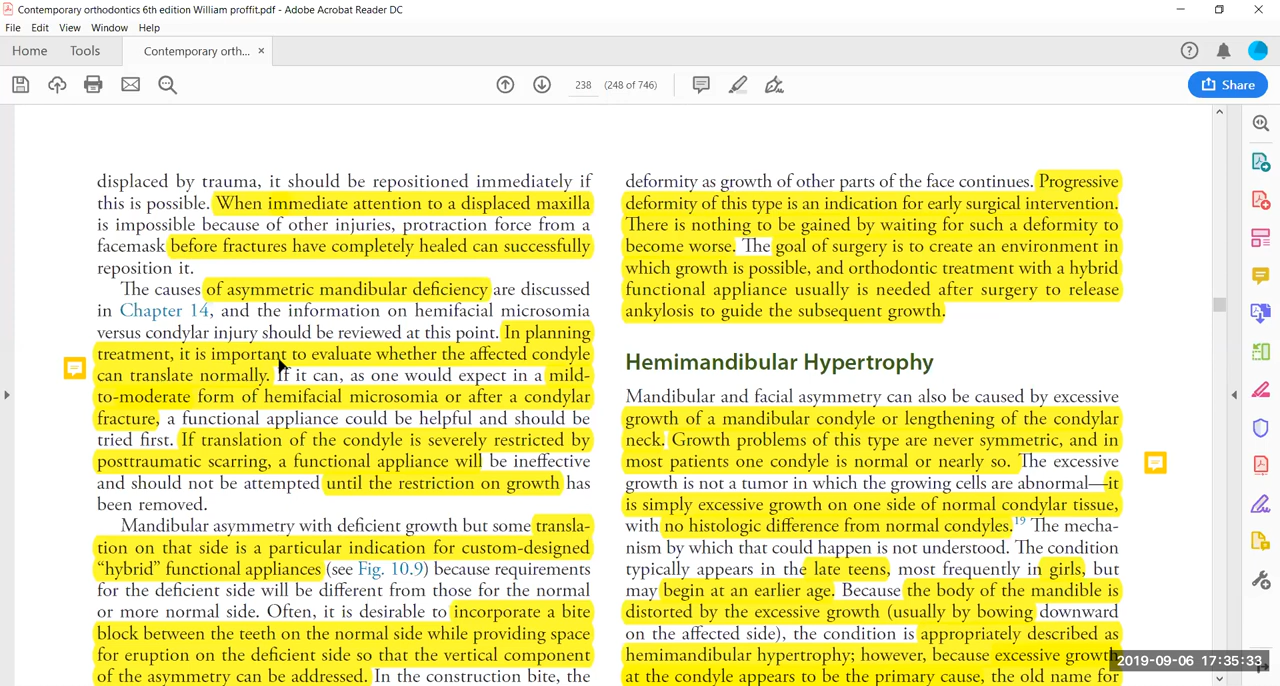 Contemporary orthodontics 6th edition William proffit.pdf - Adobe Acrobat Reader DC
File Edit View Window Help
Home Tools Contemporary orth... ×
238 (248 of 746) Share
displaced by trauma, it should be repositioned immediately if
this is possible. When immediate attention to a displaced maxilla
is impossible because of other injuries, protraction force from a
facemask before fractures have completely healed can successfully
reposition it.
The causes of asymmetric mandibular deficiency are discussed
in Chapter 14, and the information on hemifacial microsomia
versus condylar injury should be reviewed at this point. In planning
treatment, it is important to evaluate whether the affected condyle
can translate normally. If it can, as one would expect in a mild-
to-moderate form of hemifacial microsomia or after a condylar
fracture, a functional appliance could be helpful and should be
tried first. If translation of the condyle is severely restricted by
posttraumatic scarring, a functional appliance will be ineffective
and should not be attempted until the restriction on growth has
been removed.
Mandibular asymmetry with deficient growth but some transla-
tion on that side is a particular indication for custom-designed
“hybrid” functional appliances (see Fig. 10.9) because requirements
for the deficient side will be different from those for the normal
or more normal side. Often, it is desirable to incorporate a bite
block between the teeth on the normal side while providing space
for eruption on the deficient side so that the vertical component
of the asymmetry can be addressed. In the construction bite, the
deformity as growth of other parts of the face continues. Progressive
deformity of this type is an indication for early surgical intervention.
There is nothing to be gained by waiting for such a deformity to
become worse. The goal of surgery is to create an environment in
which growth is possible, and orthodontic treatment with a hybrid
functional appliance usually is needed after surgery to release
ankylosis to guide the subsequent growth.
Hemimandibular Hypertrophy
Mandibular and facial asymmetry can also be caused by excessive
growth of a mandibular condyle or lengthening of the condylar
neck. Growth problems of this type are never symmetric, and in
most patients one condyle is normal or nearly so. The excessive
growth is not a tumor in which the growing cells are abnormal—it
is simply excessive growth on one side of normal condylar tissue,
with no histologic difference from normal condyles.19 The mecha-
nism by which that could happen is not understood. The condition
typically appears in the late teens, most frequently in girls, but
may begin at an earlier age. Because the body of the mandible is
distorted by the excessive growth (usually by bowing downward
on the affected side), the condition is appropriately described as
hemimandibular hypertrophy; however, because excessive growth
at the condyle appears to be the primary cause, the old name for
2019-09-06 17:35:33